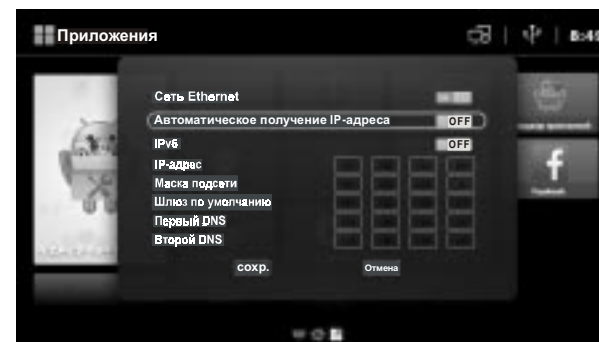 Приложения
Сеть Ethernet
Автоматическое получение IP-адреса OFF
IPv6 OFF
IP-адрес
Маска подсети
Шлюз по умолчанию
Первый DNS
Второй DNS
сохр. Отмена